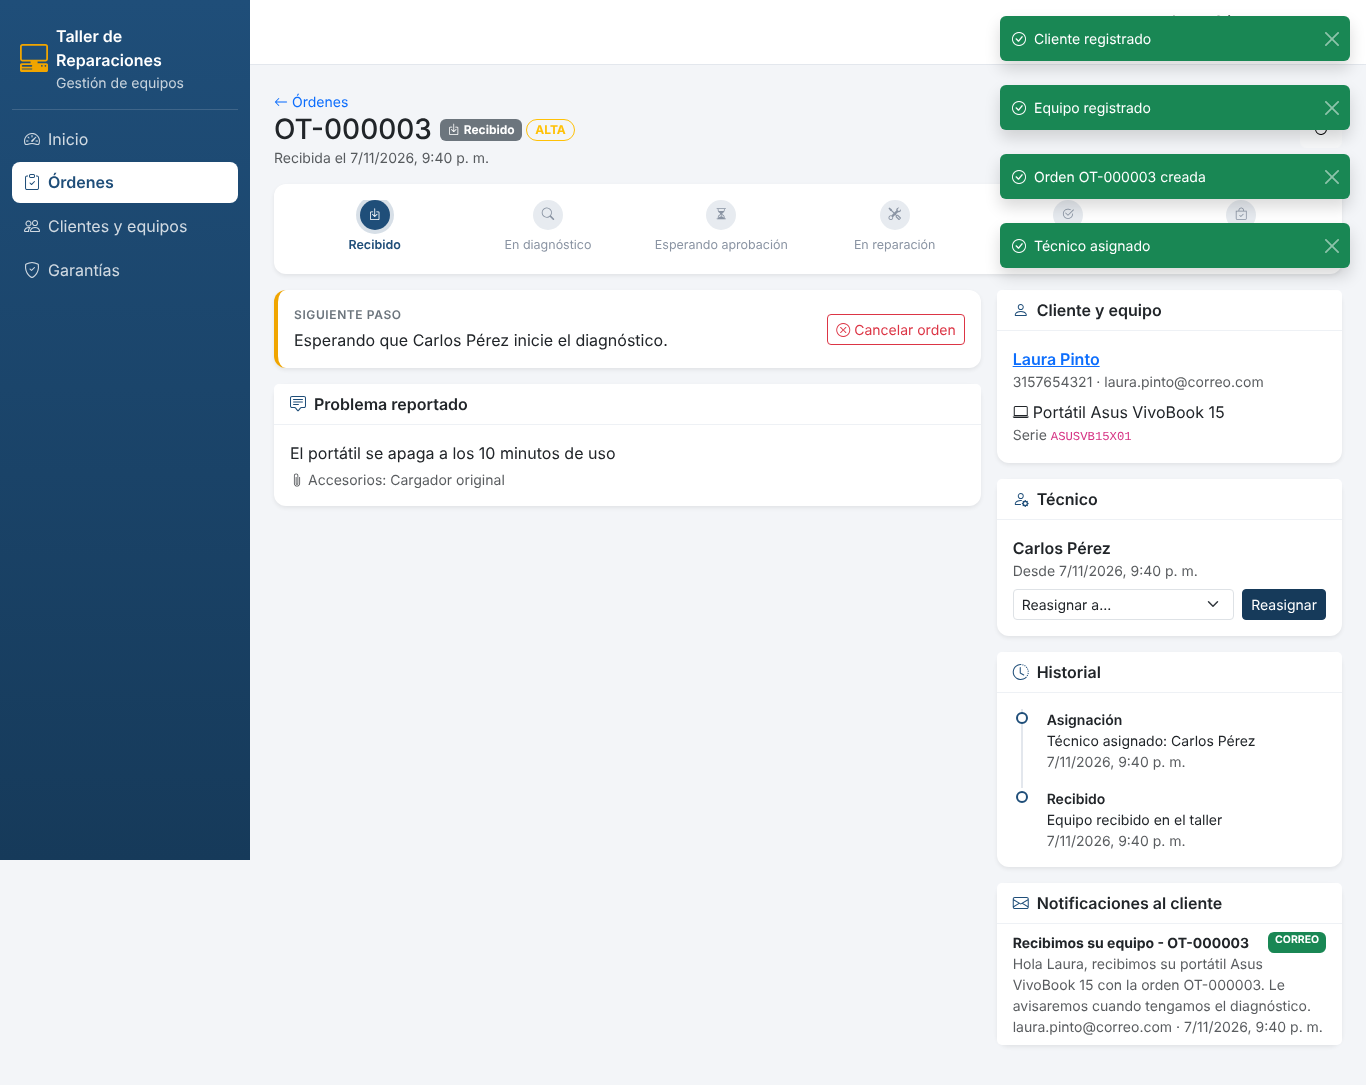 Taller de
Reparaciones
Gestión de equipos
Inicio
Órdenes
Clientes y equipos
Garantías
Cliente registrado
Equipo registrado
Orden OT-000003 creada
Técnico asignado
← Órdenes
OT-000003 Recibido ALTA
Recibida el 7/11/2026, 9:40 p. m.
Recibido
En diagnóstico
Esperando aprobación
En reparación
SIGUIENTE PASO
Esperando que Carlos Pérez inicie el diagnóstico.
Cancelar orden
Problema reportado
El portátil se apaga a los 10 minutos de uso
Accesorios: Cargador original
Cliente y equipo
Laura Pinto
3157654321 · laura.pinto@correo.com
Portátil Asus VivoBook 15
Serie ASUSVB15X01
Técnico
Carlos Pérez
Desde 7/11/2026, 9:40 p. m.
Reasignar a...
Reasignar
Historial
Asignación
Técnico asignado: Carlos Pérez
7/11/2026, 9:40 p. m.
Recibido
Equipo recibido en el taller
7/11/2026, 9:40 p. m.
Notificaciones al cliente
Recibimos su equipo - OT-000003 CORREO
Hola Laura, recibimos su portátil Asus
VivoBook 15 con la orden OT-000003. Le
avisaremos cuando tengamos el diagnóstico.
laura.pinto@correo.com · 7/11/2026, 9:40 p. m.